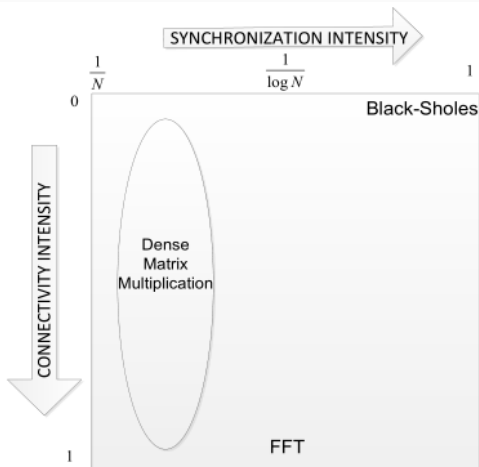 SYNCHRONIZATION INTENSITY
1/N
1/log N
1
0
Black-Sholes
CONNECTIVITY INTENSITY
Dense
Matrix
Multiplication
1
FFT